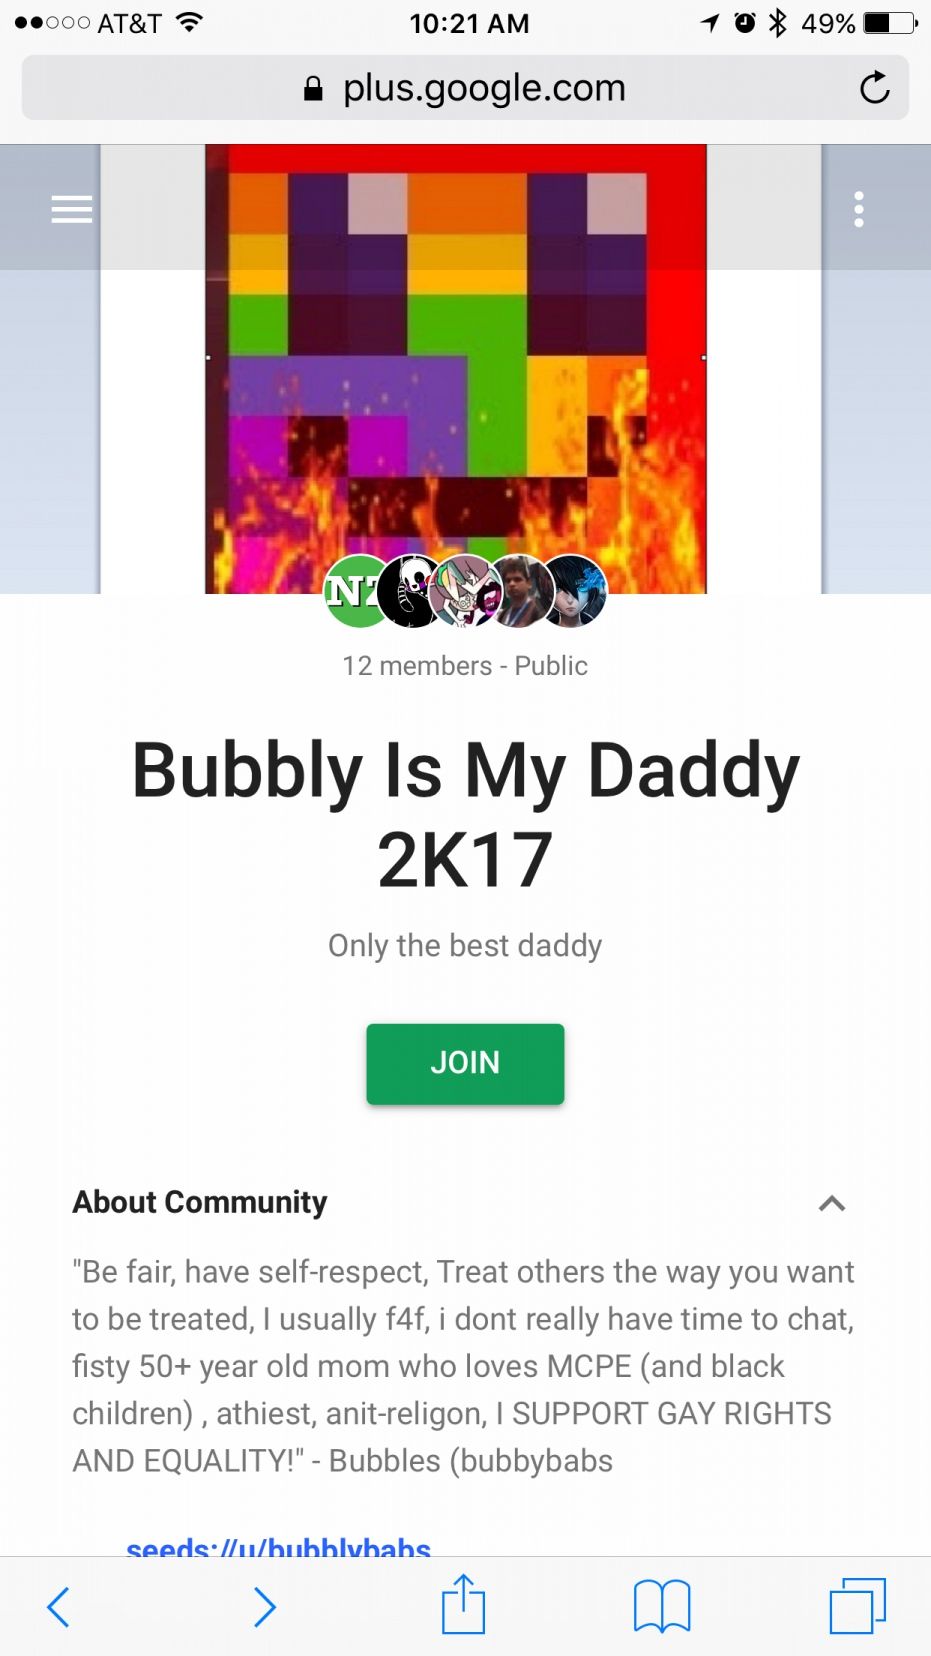 AT&T 10:21 AM 49%
plus.google.com
NZ
12 members - Public
Bubbly Is My Daddy
2K17
Only the best daddy
JOIN
About Community
"Be fair, have self-respect, Treat others the way you want
to be treated, I usually f4f, i dont really have time to chat,
fisty 50+ year old mom who loves MCPE (and black
children) , athiest, anit-religon, I SUPPORT GAY RIGHTS
AND EQUALITY!" - Bubbles (bubbybabs
seeds://u/bubblybabs